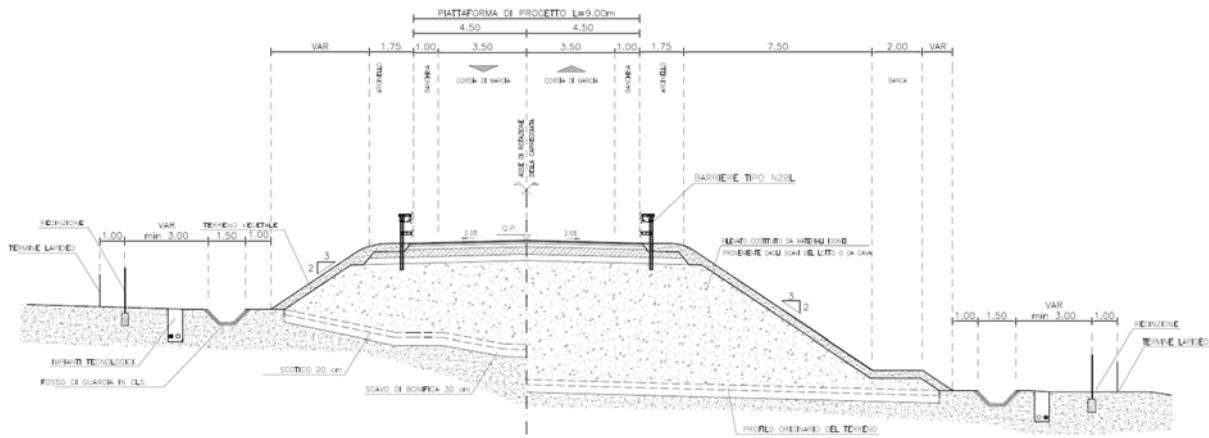 PIATTAFORMA DI PROGETTO L=9.00m
4.50 4.50
VAR 1.75 1.00 3.50 3.50 1.00 1.75 7.50 2.00 VAR
ARGINELLO
BANCHINA
CORSIA DI MARCIA
CORSIA DI MARCIA
BANCHINA
ARGINELLO
BANCA
ASSE DI ROTAZIONE
DELLA CARREGGIATA
BARRIERE TIPO N2BL
RECINZIONE
VAR
TERRENO VEGETALE
1.00 min 3.00 1.50 1.00
TERMINE LAPIDEO
2.5% Q.P. 2.5%
RILEVATO COSTITUITO DA MATERIALI IDONEI
PROVENIENTE DAGLI SCAVI DEL LOTTO O DA CAVA
3
2
3
2
VAR
1.00 1.50 min 3.00 1.00
RECINZIONE
TERMINE LAPIDEO
IMPIANTI TECNOLOGICI
SCOTICO 20 cm
FOSSO DI GUARDIA IN CLS
SCAVO DI BONIFICA 30 cm
PROFILO ORIGINARIO DEL TERRENO